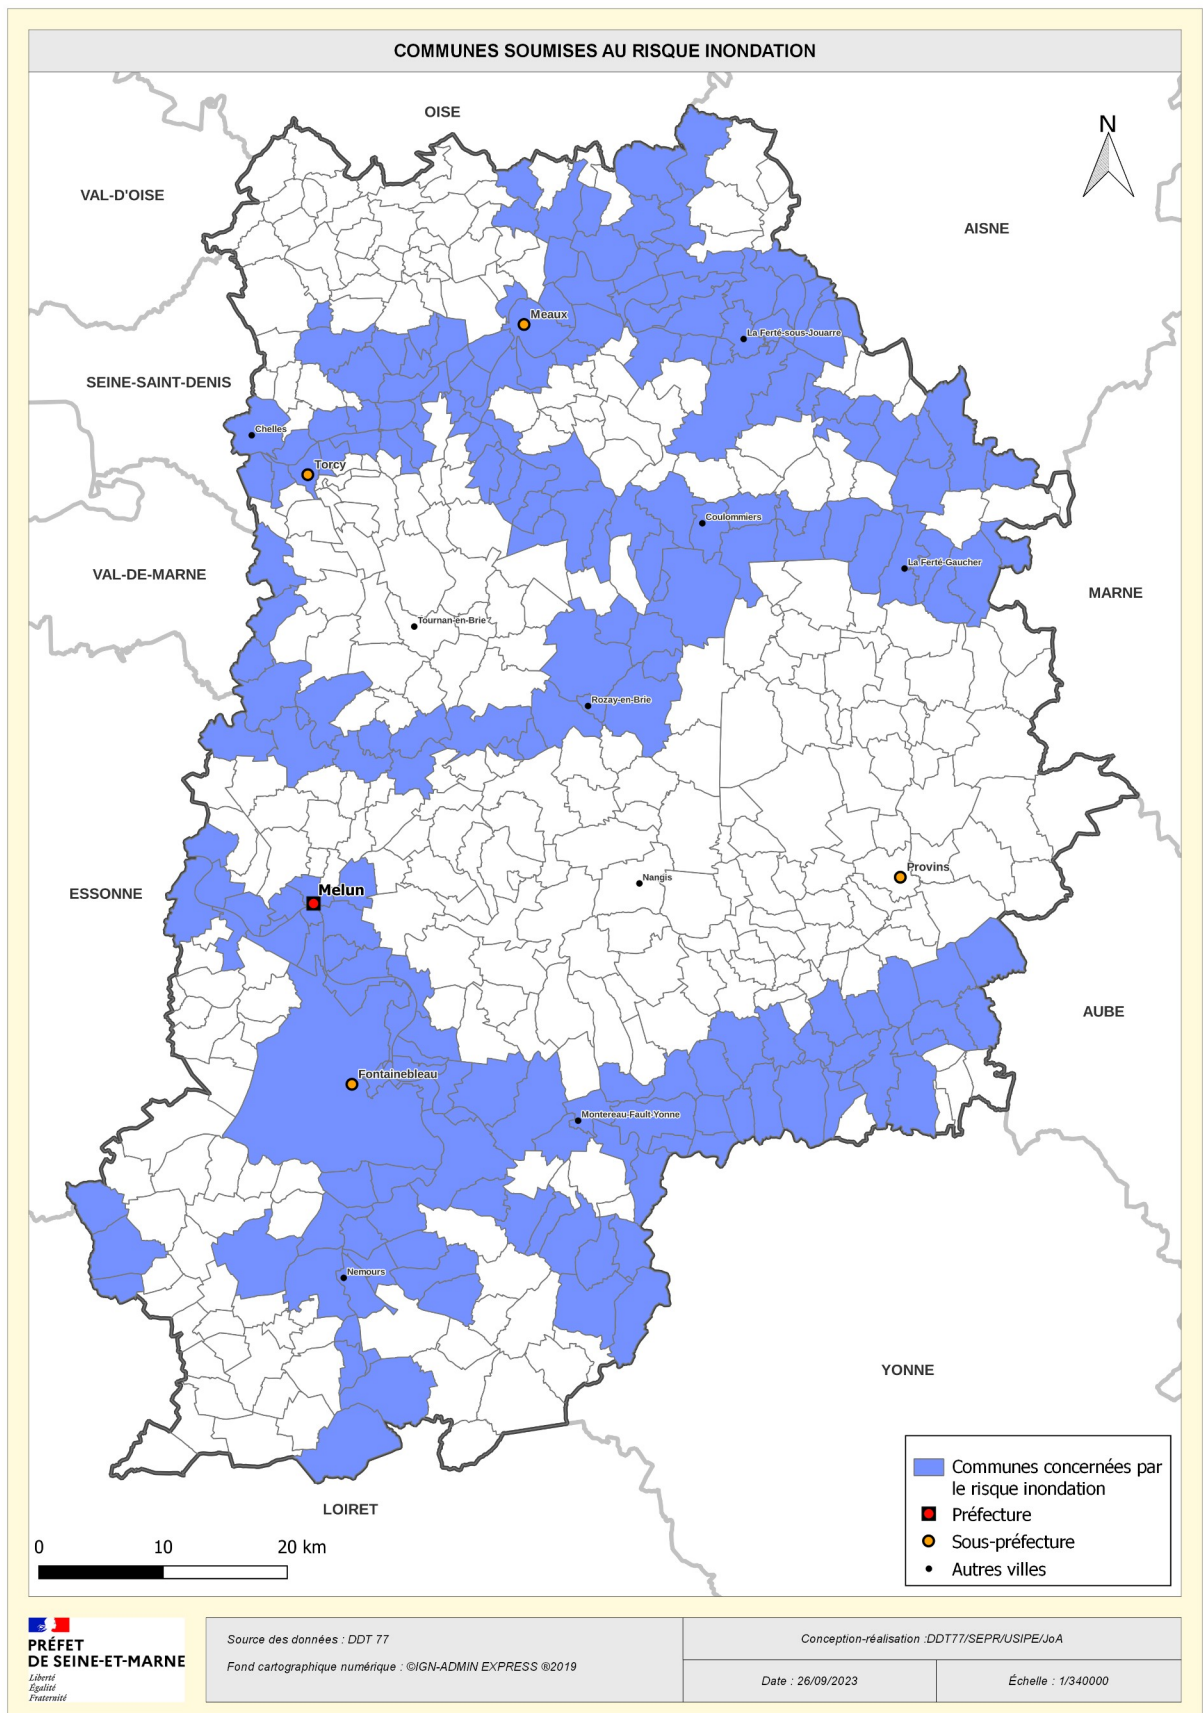 COMMUNES SOUMISES AU RISQUE INONDATION
OISE
N
VAL-D'OISE
AISNE
Meaux
La Ferté-sous-Jouarre
SEINE-SAINT-DENIS
Chelles
Torcy
Coulommiers
La Ferté-Gaucher
VAL-DE-MARNE
MARNE
Tournan-en-Brie
Rozay-en-Brie
Provins
Nangis
Melun
ESSONNE
AUBE
Fontainebleau
Montereau-Fault-Yonne
Nemours
YONNE
LOIRET
Communes concernées par
le risque inondation
Préfecture
Sous-préfecture
Autres villes
0 10 20 km
PRÉFET
DE SEINE-ET-MARNE
Liberté
Égalité
Fraternité
Source des données : DDT 77
Fond cartographique numérique : ©IGN-ADMIN EXPRESS ®2019
Conception-réalisation :DDT77/SEPR/USIPE/JoA
Date : 26/09/2023
Échelle : 1/340000